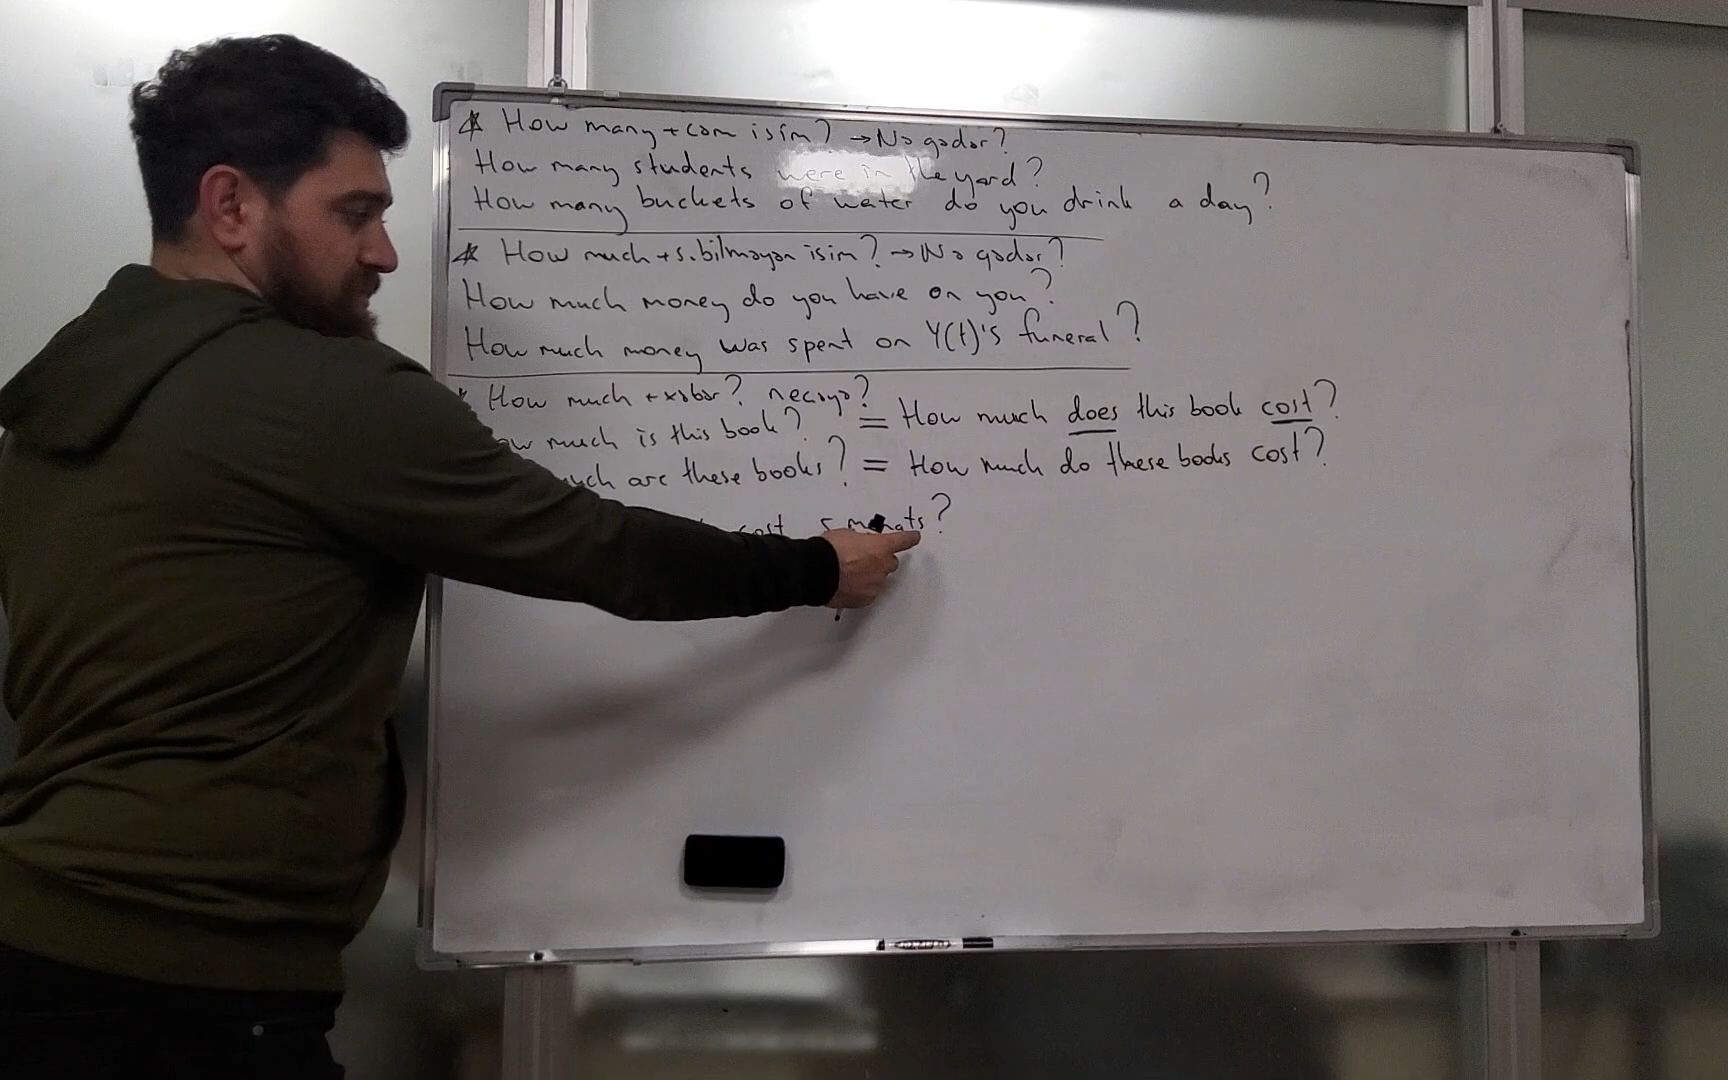 * How many + cəm isim? → Nə qədər?
How many students were in the yard?
How many buckets of water do you drink a day?
* How much + s. bilməyən isim? → Nə qədər?
How much money do you have on you?
How much money was spent on Y(t)'s funeral?
How much + xəbər? neçəyə?
much is this book? = How much does this book cost?
are these books? = How much do these books cost?
cost 5 manats?